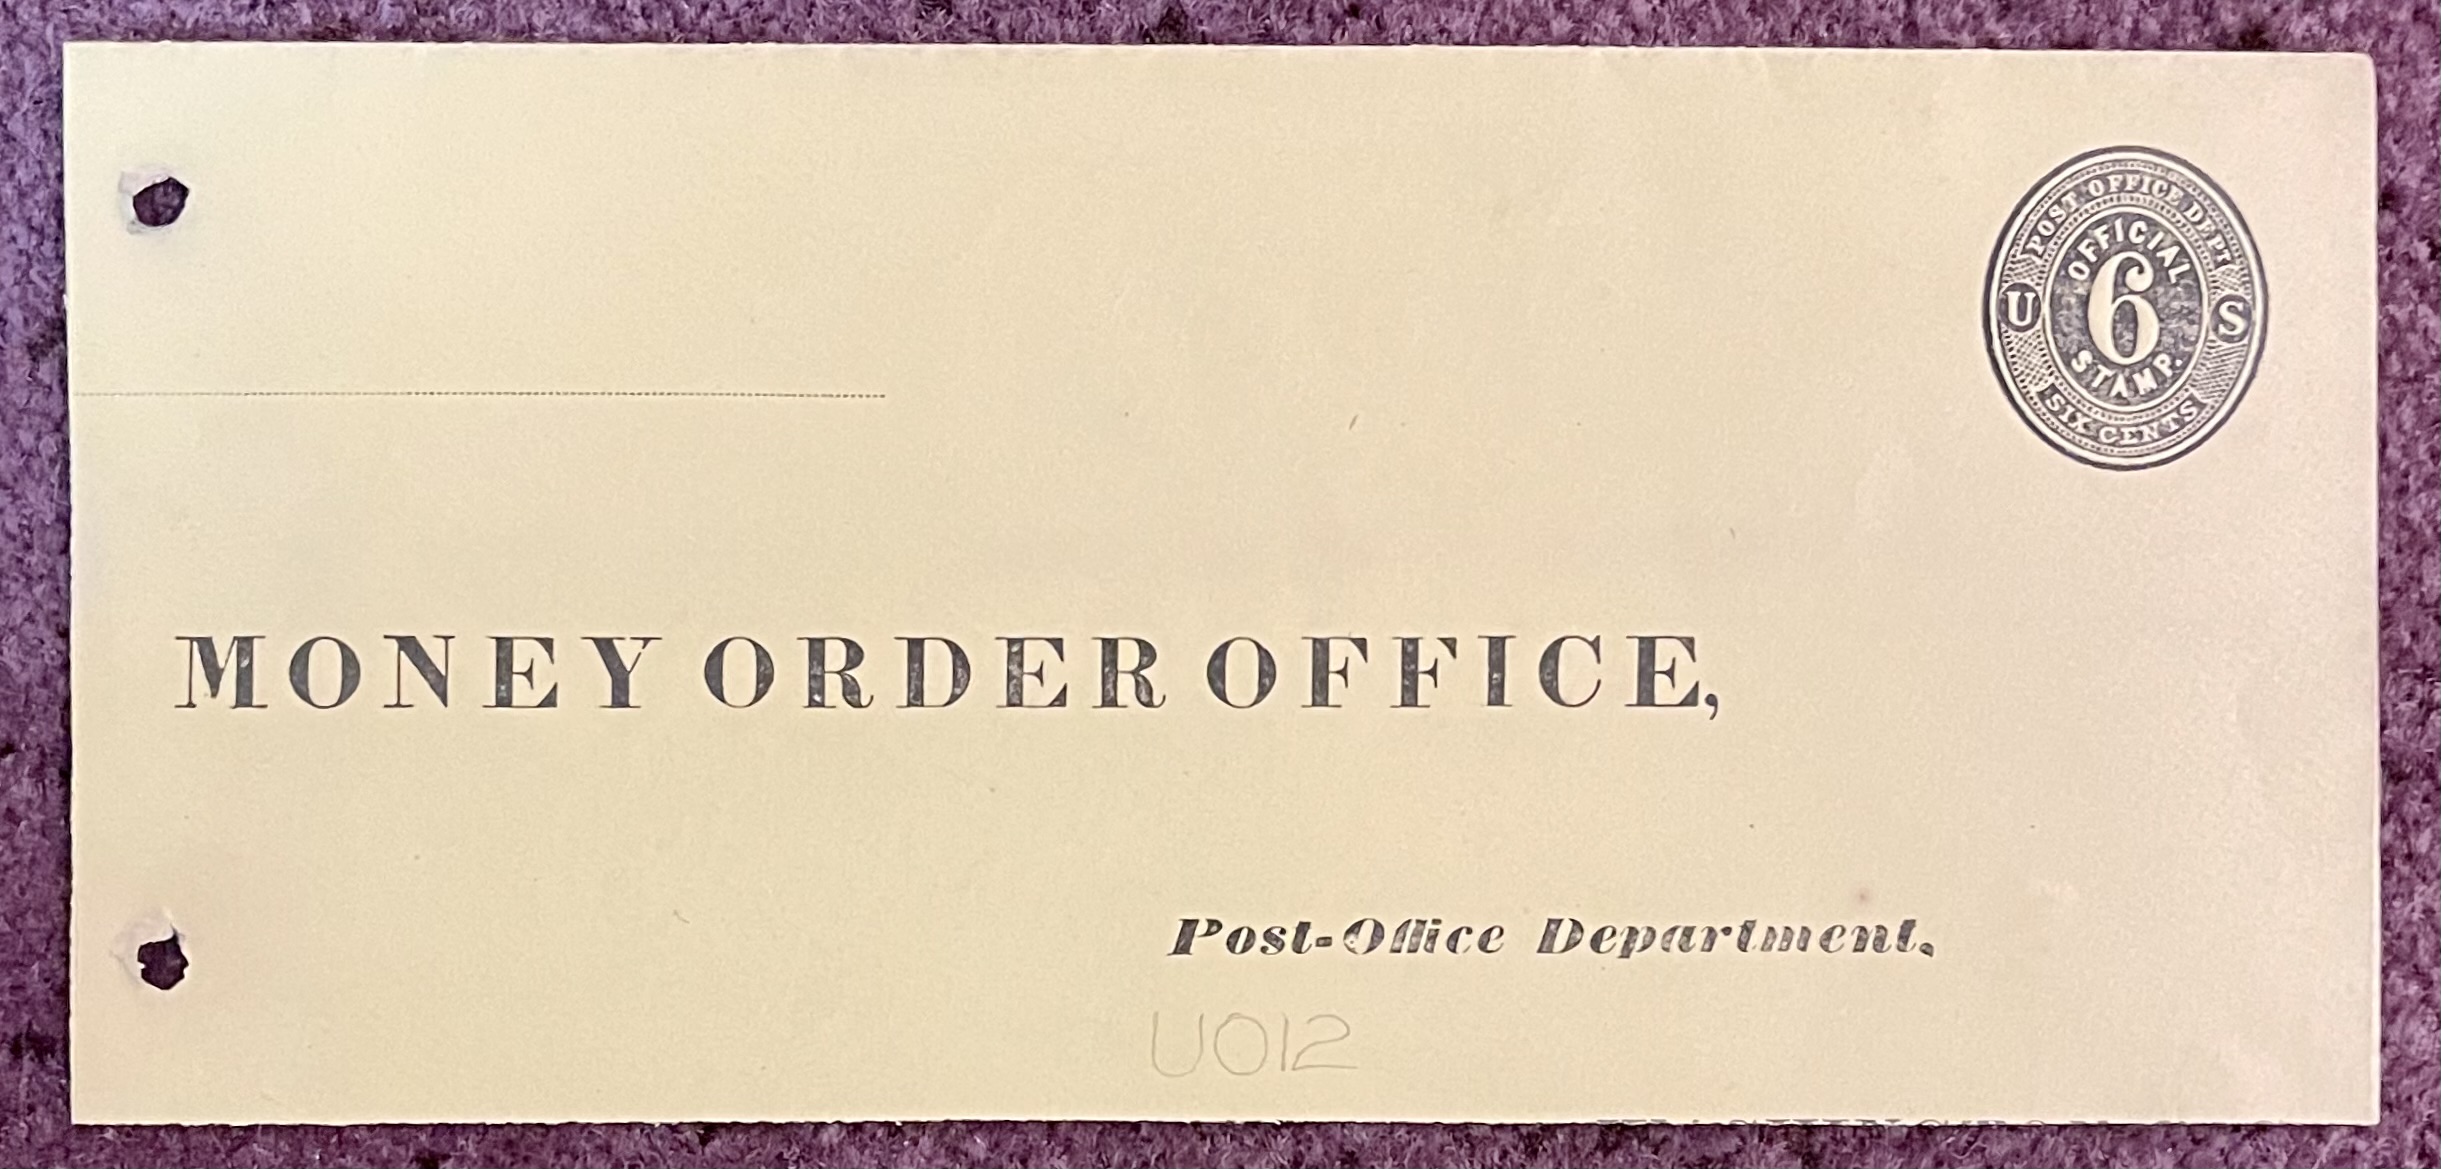 POST OFFICE DEPT
OFFICIAL
U 6 S
STAMP.
SIX CENTS
MONEY ORDER OFFICE,
Post-Office Department,
UO12